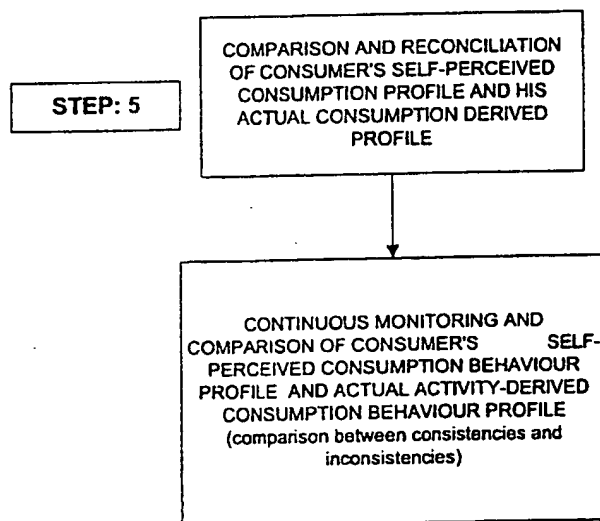 COMPARISON AND RECONCILIATION
OF CONSUMER'S SELF-PERCEIVED
CONSUMPTION PROFILE AND HIS
ACTUAL CONSUMPTION DERIVED
PROFILE
STEP: 5
CONTINUOUS MONITORING AND
COMPARISON OF CONSUMER'S SELF-
PERCEIVED CONSUMPTION BEHAVIOUR
PROFILE AND ACTUAL ACTIVITY-DERIVED
CONSUMPTION BEHAVIOUR PROFILE
(comparison between consistencies and
inconsistencies)